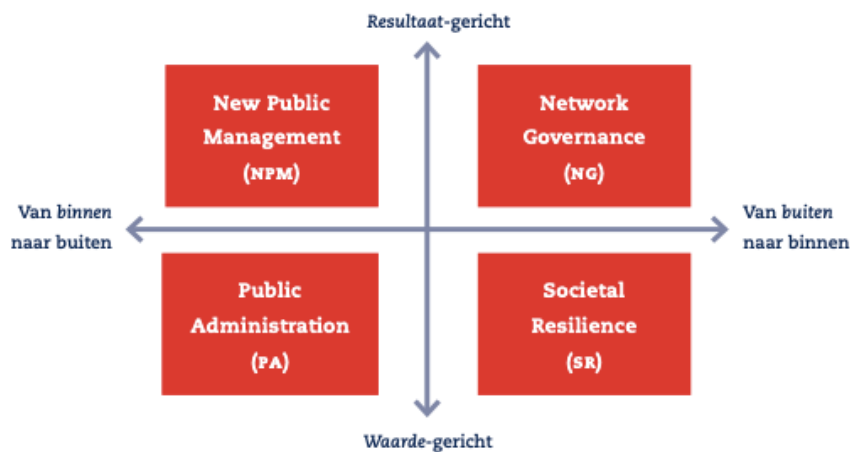 Resultaat-gericht
New Public
Management
(NPM)
Network
Governance
(NG)
Van binnen
naar buiten
Van buiten
naar binnen
Public
Administration
(PA)
Societal
Resilience
(SR)
Waarde-gericht